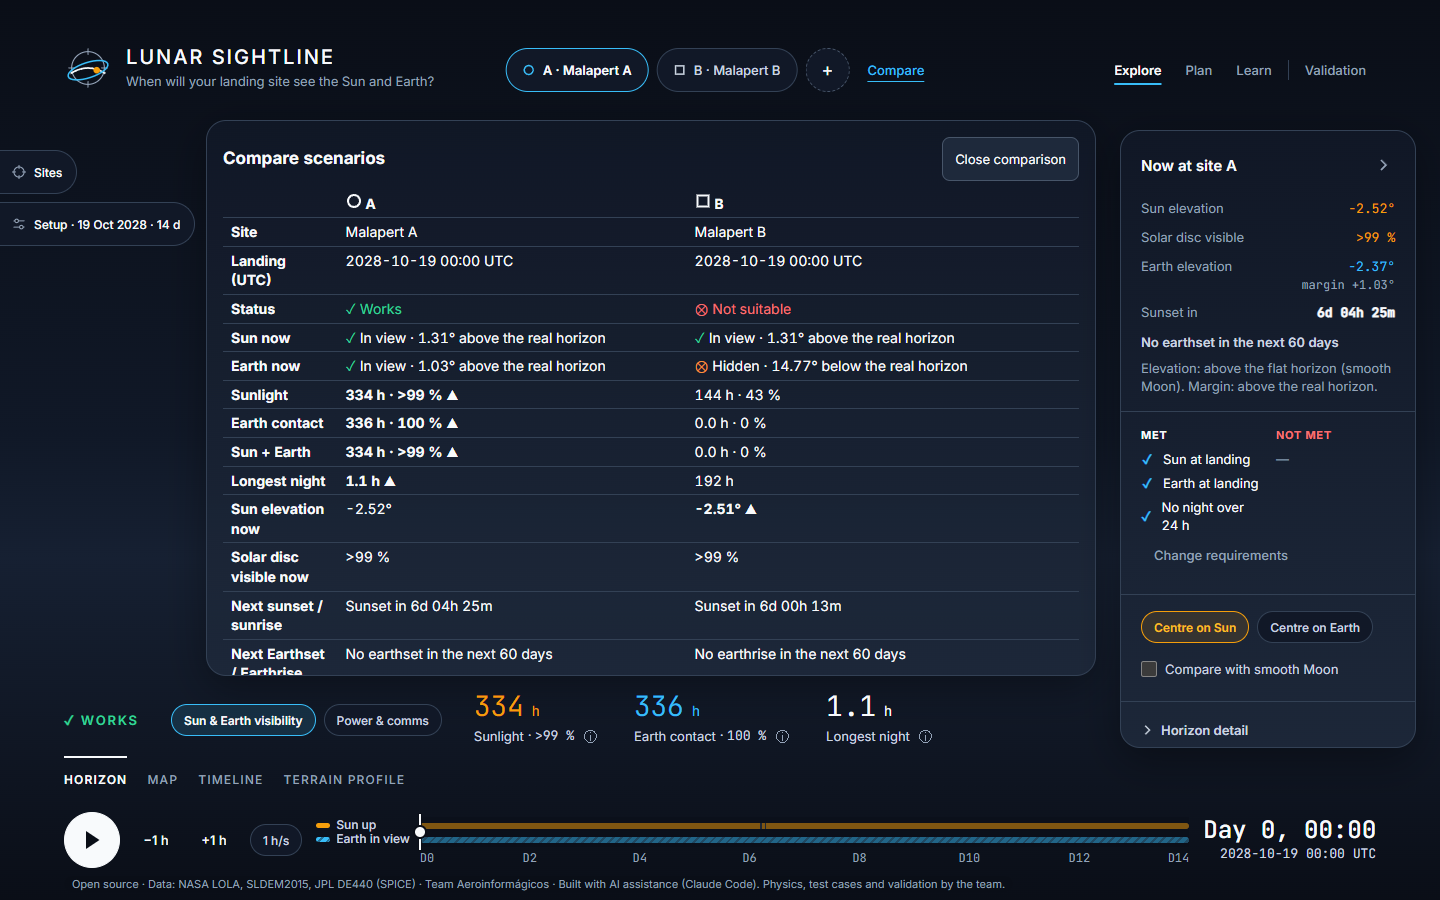 LUNAR SIGHTLINE
When will your landing site see the Sun and Earth?
A · Malapert A
B · Malapert B
+
Compare
Explore
Plan
Learn
Validation
Sites
Setup · 19 Oct 2028 · 14 d
Compare scenarios
Close comparison
A B
Site Malapert A Malapert B
Landing (UTC) 2028-10-19 00:00 UTC 2028-10-19 00:00 UTC
Status ✓ Works ⊗ Not suitable
Sun now ✓ In view · 1.31° above the real horizon ✓ In view · 1.31° above the real horizon
Earth now ✓ In view · 1.03° above the real horizon ⊗ Hidden · 14.77° below the real horizon
Sunlight 334 h · >99 % ▲ 144 h · 43 %
Earth contact 336 h · 100 % ▲ 0.0 h · 0 %
Sun + Earth 334 h · >99 % ▲ 0.0 h · 0 %
Longest night 1.1 h ▲ 192 h
Sun elevation now -2.52° -2.51° ▲
Solar disc visible now >99 % >99 %
Next sunset / sunrise Sunset in 6d 04h 25m Sunset in 6d 00h 13m
Next Earthset / Earthrise No earthset in the next 60 days No earthrise in the next 60 days
Now at site A
Sun elevation -2.52°
Solar disc visible >99 %
Earth elevation -2.37°
margin +1.03°
Sunset in 6d 04h 25m
No earthset in the next 60 days
Elevation: above the flat horizon (smooth
Moon). Margin: above the real horizon.
MET NOT MET
✓ Sun at landing —
✓ Earth at landing
✓ No night over
24 h
Change requirements
Centre on Sun
Centre on Earth
Compare with smooth Moon
Horizon detail
✓ WORKS
Sun & Earth visibility
Power & comms
334 h
Sunlight · >99 %
336 h
Earth contact · 100 %
1.1 h
Longest night
HORIZON MAP TIMELINE TERRAIN PROFILE
−1 h
+1 h
1 h/s
Sun up
Earth in view
D0 D2 D4 D6 D8 D10 D12 D14
Day 0, 00:00
2028-10-19 00:00 UTC
Open source · Data: NASA LOLA, SLDEM2015, JPL DE440 (SPICE) · Team Aeroinformágicos · Built with AI assistance (Claude Code). Physics, test cases and validation by the team.